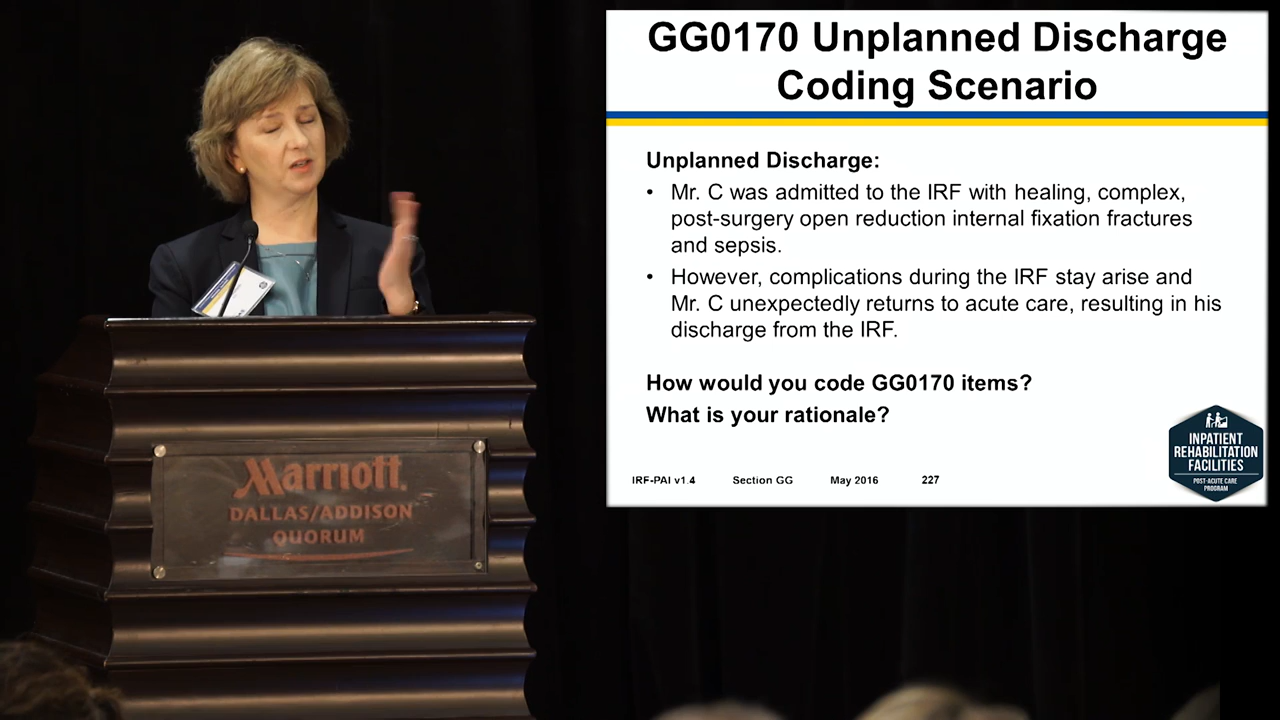 GG0170 Unplanned Discharge
Coding Scenario
Unplanned Discharge:
• Mr. C was admitted to the IRF with healing, complex,
post-surgery open reduction internal fixation fractures
and sepsis.
• However, complications during the IRF stay arise and
Mr. C unexpectedly returns to acute care, resulting in his
discharge from the IRF.
How would you code GG0170 items?
What is your rationale?
INPATIENT
REHABILITATION
FACILITIES
POST-ACUTE CARE
PROGRAM
IRF-PAI v1.4 Section GG May 2016 227
Marriott
DALLAS/ADDISON
QUORUM